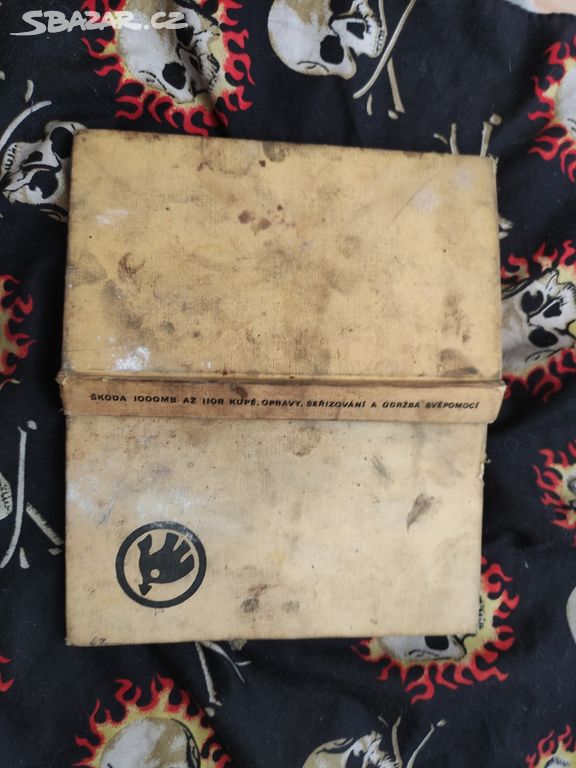 SBAZAR.CZ
ŠKODA 1000MB AŽ 110R KUPÉ, OPRAVY, SEŘIZOVÁNÍ A ÚDRŽBA SVÉPOMOCÍ